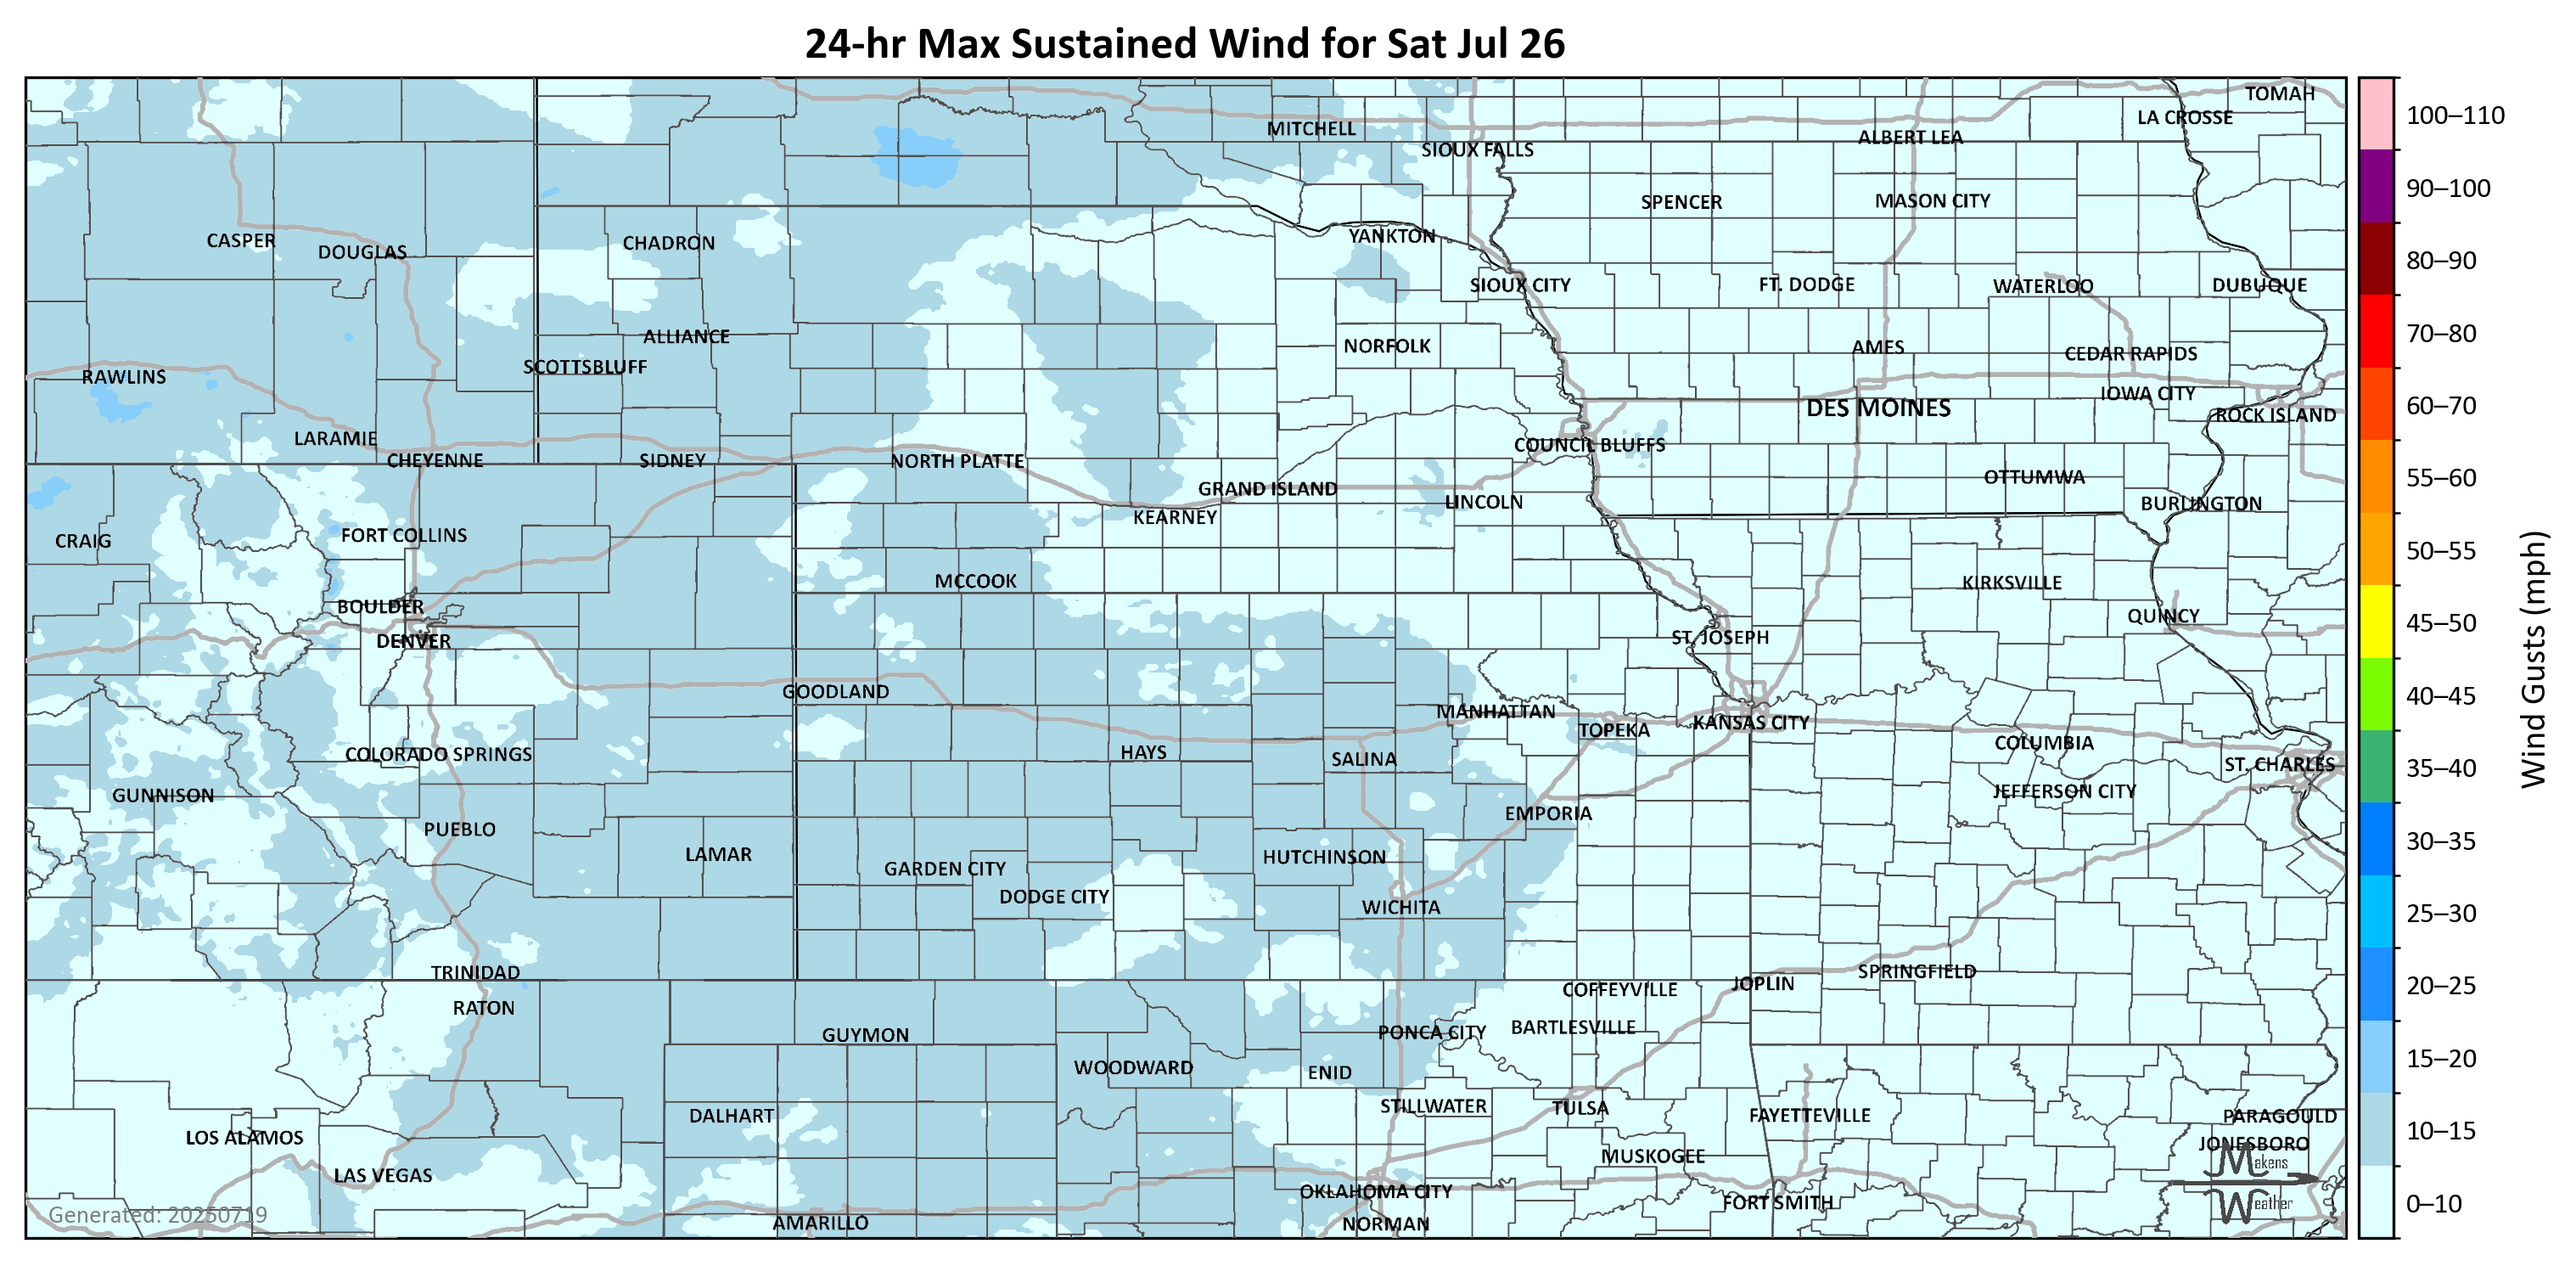 24-hr Max Sustained Wind for Sat Jul 26
TOMAH
LA CROSSE
MITCHELL
ALBERT LEA
SIOUX FALLS
SPENCER
MASON CITY
CASPER
DOUGLAS
CHADRON
YANKTON
SIOUX CITY
FT. DODGE
WATERLOO
DUBUQUE
ALLIANCE
SCOTTSBLUFF
NORFOLK
AMES
CEDAR RAPIDS
RAWLINS
IOWA CITY
DES MOINES
ROCK ISLAND
LARAMIE
CHEYENNE
SIDNEY
NORTH PLATTE
COUNCIL BLUFFS
OTTUMWA
GRAND ISLAND
LINCOLN
BURLINGTON
KEARNEY
CRAIG
FORT COLLINS
MCCOOK
KIRKSVILLE
BOULDER
QUINCY
DENVER
ST. JOSEPH
GOODLAND
MANHATTAN
TOPEKA
KANSAS CITY
COLORADO SPRINGS
HAYS
SALINA
COLUMBIA
ST. CHARLES
GUNNISON
JEFFERSON CITY
PUEBLO
EMPORIA
LAMAR
GARDEN CITY
HUTCHINSON
DODGE CITY
WICHITA
TRINIDAD
SPRINGFIELD
JOPLIN
COFFEYVILLE
RATON
GUYMON
PONCA CITY
BARTLESVILLE
WOODWARD
ENID
DALHART
STILLWATER
TULSA
FAYETTEVILLE
PARAGOULD
LOS ALAMOS
JONESBORO
LAS VEGAS
MUSKOGEE
OKLAHOMA CITY
FORT SMITH
AMARILLO
NORMAN
Generated: 20250719
Makens
Weather
100–110
90–100
80–90
70–80
60–70
55–60
50–55
45–50
40–45
35–40
30–35
25–30
20–25
15–20
10–15
0–10
Wind Gusts (mph)